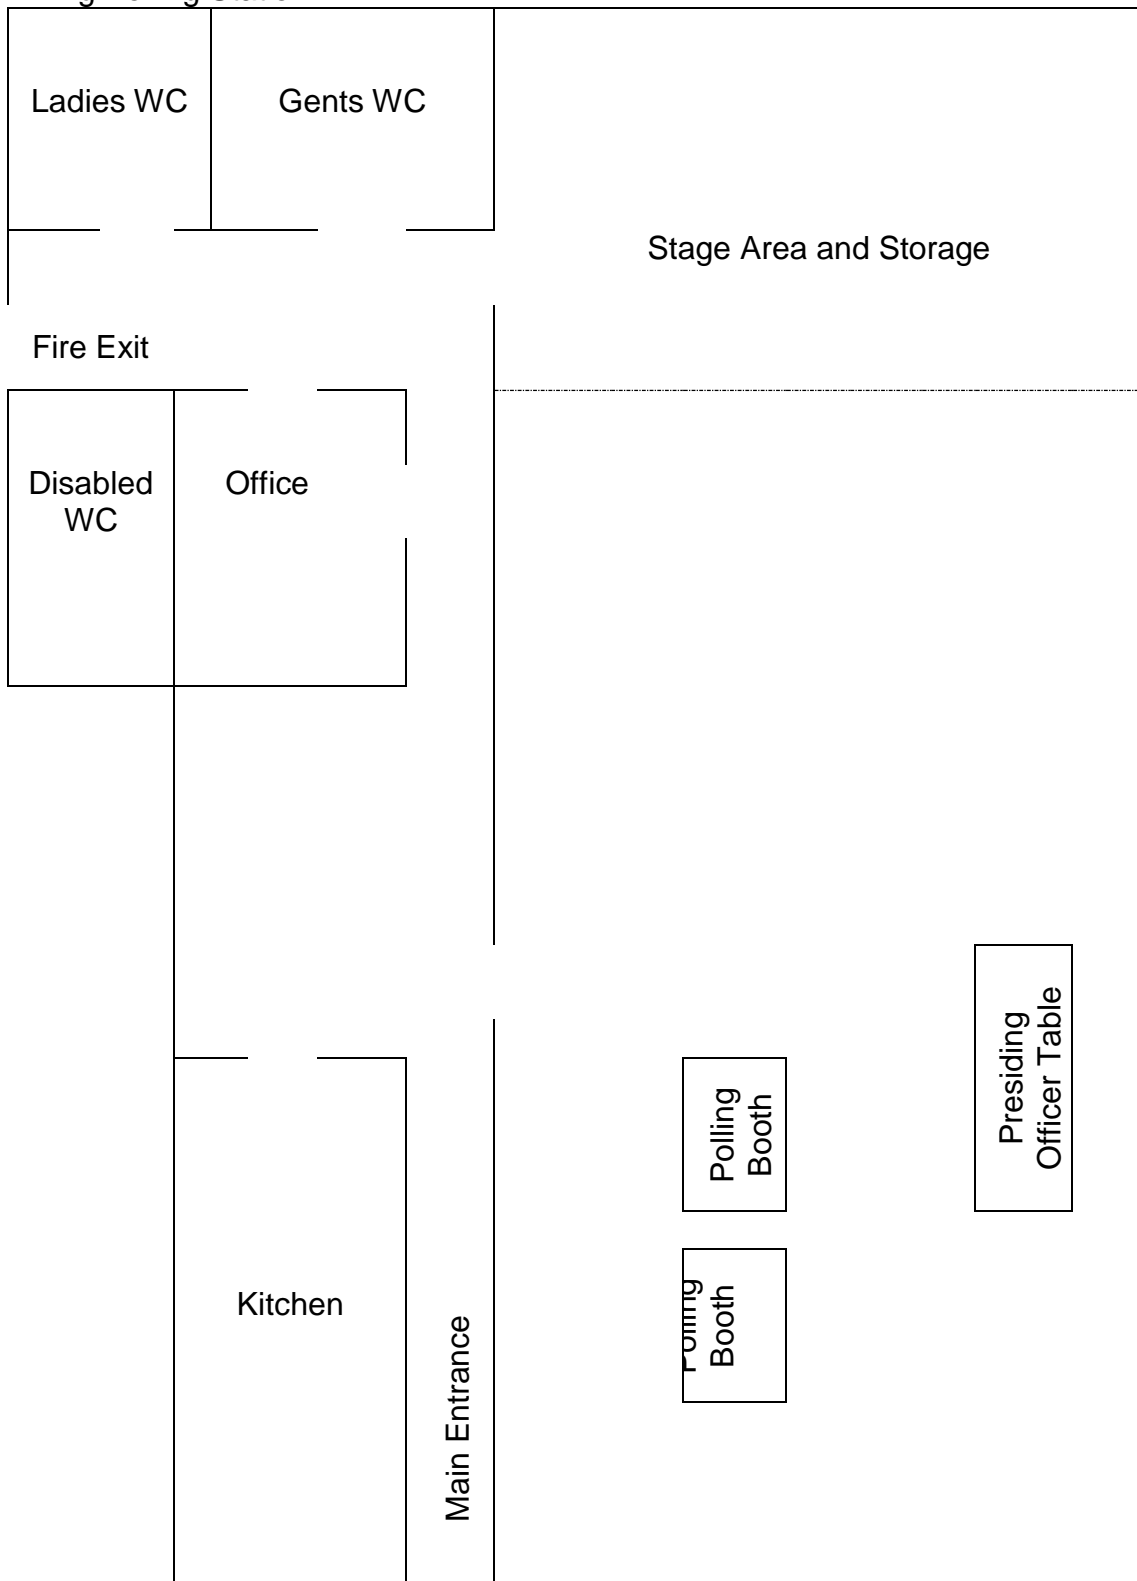 Ladies WC
Gents WC
Stage Area and Storage
Fire Exit
Disabled
WC
Office
Presiding
Officer Table
Polling
Booth
Polling
Booth
Kitchen
Main Entrance